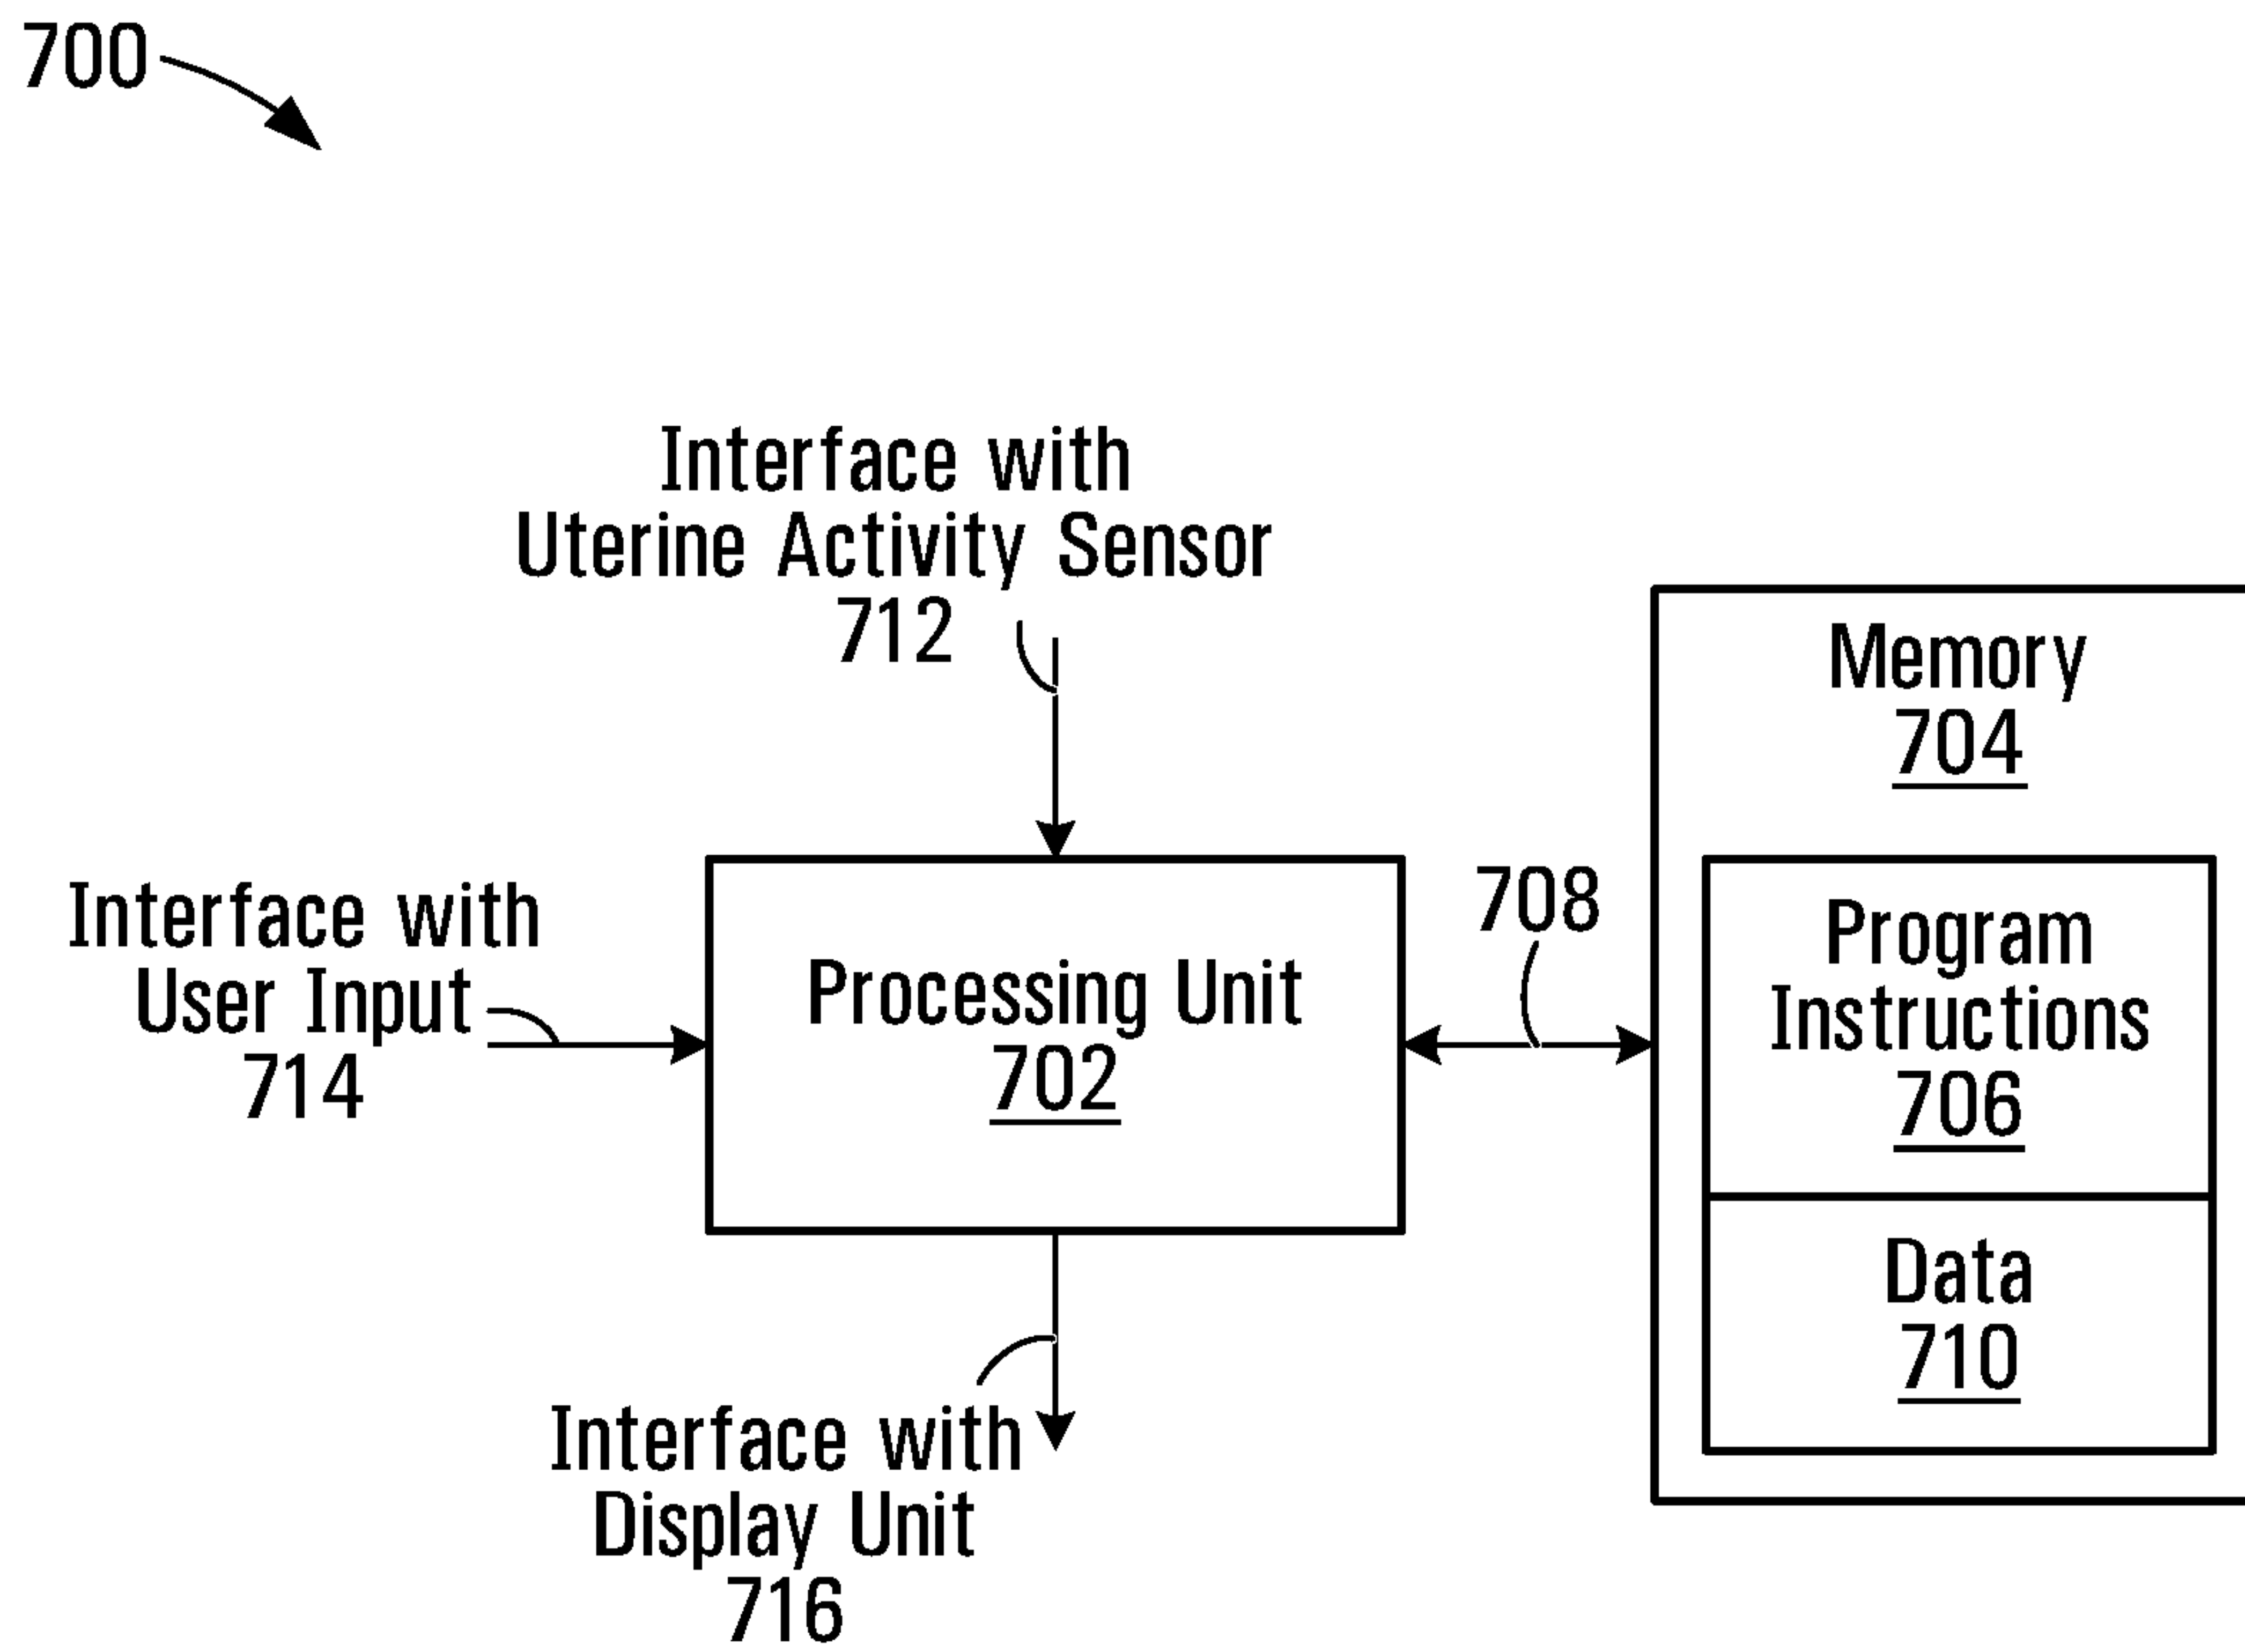 700
Interface with
Uterine Activity Sensor
712
Memory
704
Interface with
User Input
714
Processing Unit
702
708
Program
Instructions
706
Data
710
Interface with
Display Unit
716